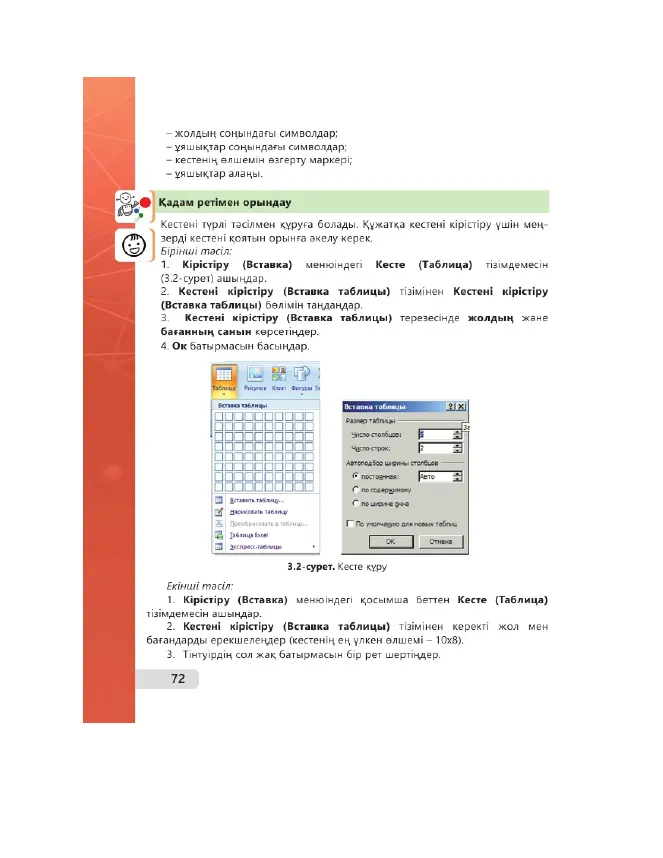 – жолдың соңындағы символдар;
– ұяшықтар соңындағы символдар;
– кестенің өлшемін өзгерту маркері;
– ұяшықтар алаңы.
Қадам ретімен орындау
Кестені түрлі тәсілмен құруға болады. Құжатқа кестені кірістіру үшін мең-
зерді кестені қоятын орынға әкелу керек.
Бірінші тәсіл:
1. Кірістіру (Вставка) менюіндегі Кесте (Таблица) тізімдемесін
(3.2-сурет) ашыңдар.
2. Кестені кірістіру (Вставка таблицы) тізімінен Кестені кірістіру
(Вставка таблицы) бөлімін таңдаңдар.
3. Кестені кірістіру (Вставка таблицы) терезесінде жолдың және
бағанның санын көрсетіңдер.
4. Ок батырмасын басыңдар.
Таблица Рисунок Клип Фигуры
Вставка таблицы
Вставить таблицу...
Нарисовать таблицу
Преобразовать в таблицу...
Таблица Excel
Экспресс-таблицы
Вставка таблицы
Размер таблицы
Число столбцов: 5
Число строк: 2
Автоподбор ширины столбцов
постоянная: Авто
по содержимому
по ширине окна
По умолчанию для новых таблиц
ОК Отмена
3.2-сурет. Кесте құру
Екінші тәсіл:
1. Кірістіру (Вставка) менюіндегі қосымша беттен Кесте (Таблица)
тізімдемесін ашыңдар.
2. Кестені кірістіру (Вставка таблицы) тізімінен керекті жол мен
бағандарды ерекшелеңдер (кестенің ең үлкен өлшемі – 10х8).
3. Тінтуірдің сол жақ батырмасын бір рет шертіңдер.
72